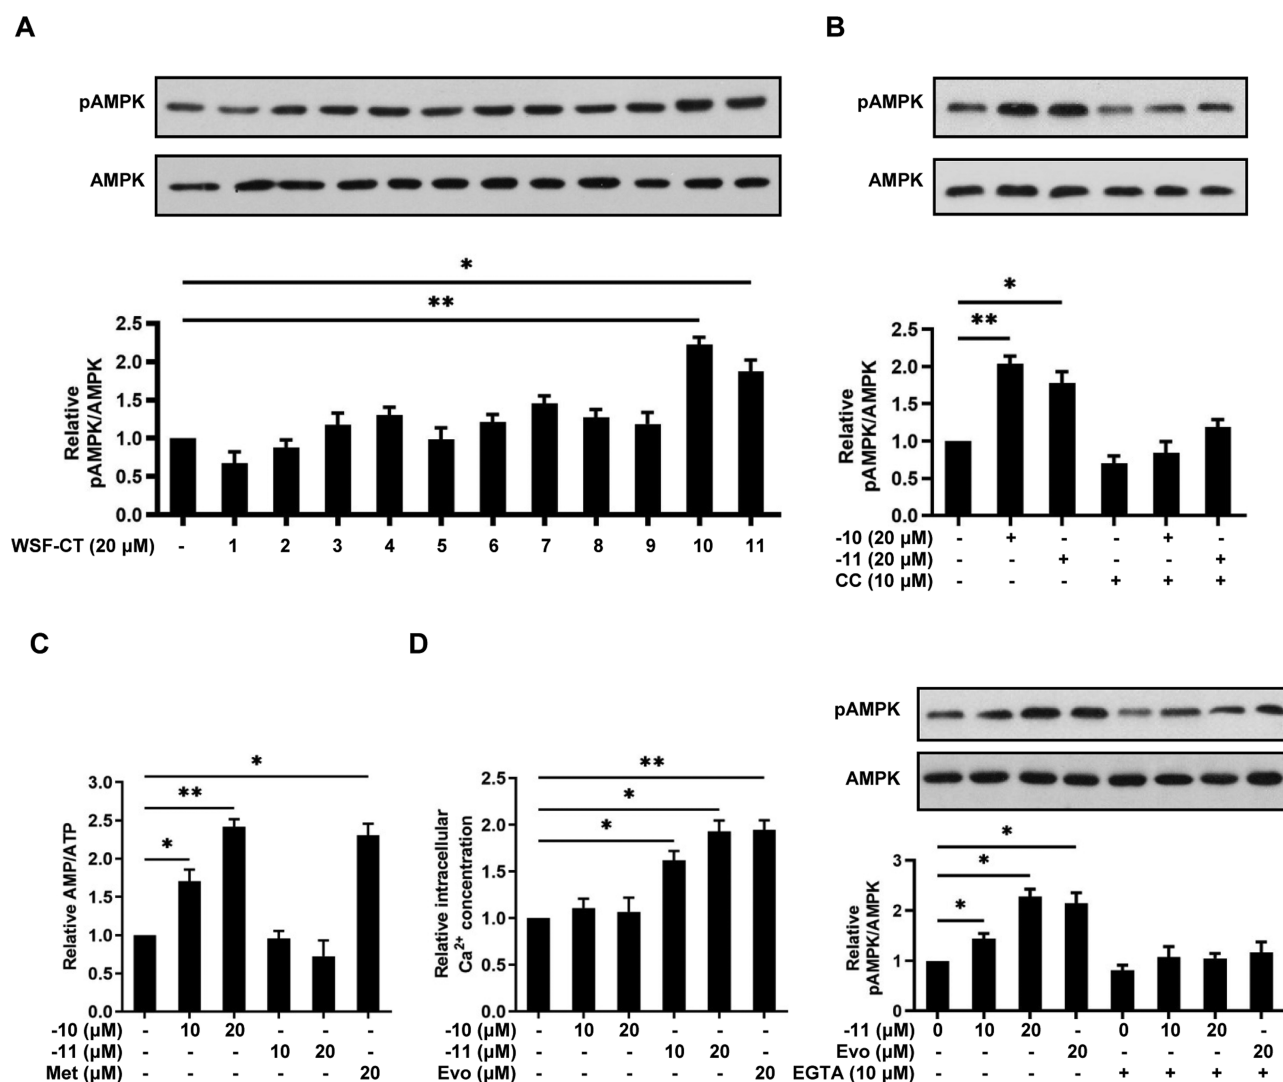 A
pAMPK
AMPK
*
**
Relative
pAMPK/AMPK
2.5
2.0
1.5
1.0
0.5
0.0
WSF-CT (20 µM) - 1 2 3 4 5 6 7 8 9 10 11
B
pAMPK
AMPK
*
**
Relative
pAMPK/AMPK
2.5
2.0
1.5
1.0
0.5
0.0
-10 (20 µM) - + - - + -
-11 (20 µM) - - + - - +
CC (10 µM) - - - + + +
C
*
**
*
Relative AMP/ATP
3.0
2.5
2.0
1.5
1.0
0.5
0.0
-10 (µM) - 10 20 - - -
-11 (µM) - - - 10 20 -
Met (µM) - - - - - 20
D
**
*
*
Relative intracellular
Ca2+ concentration
2.5
2.0
1.5
1.0
0.5
0.0
-10 (µM) - 10 20 - - -
-11 (µM) - - - 10 20 -
Evo (µM) - - - - - 20
pAMPK
AMPK
*
*
*
Relative
pAMPK/AMPK
3
2
1
0
-11 (µM) 0 10 20 - 0 10 20 -
Evo (µM) - - - 20 - - - 20
EGTA (10 µM) - - - - + + + +